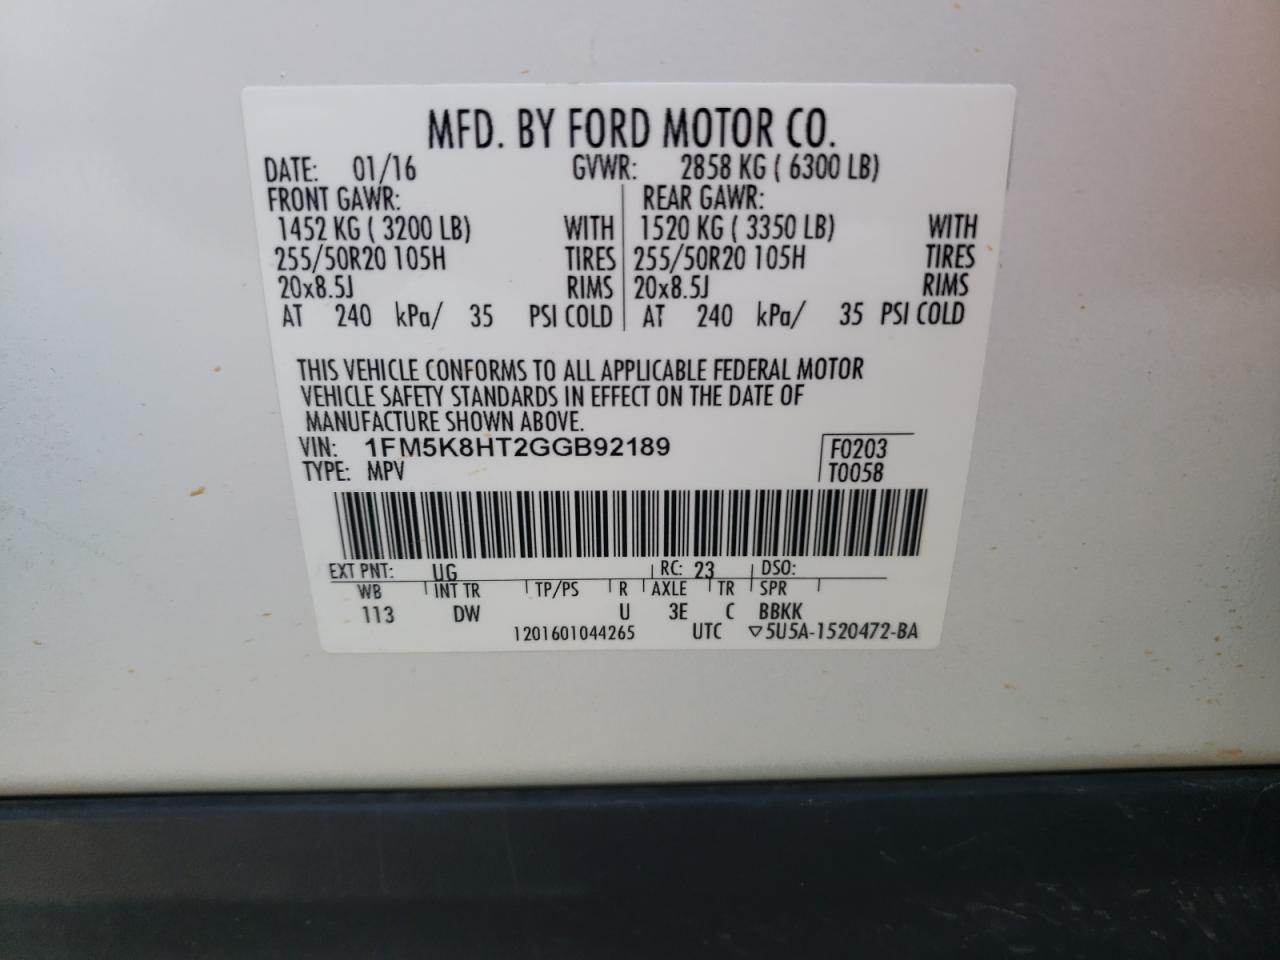 MFD. BY FORD MOTOR CO.
DATE: 01/16 GVWR: 2858 KG ( 6300 LB)
FRONT GAWR: REAR GAWR:
1452 KG ( 3200 LB) WITH 1520 KG ( 3350 LB) WITH
255/50R20 105H TIRES 255/50R20 105H TIRES
20x8.5J RIMS 20x8.5J RIMS
AT 240 kPa/ 35 PSI COLD AT 240 kPa/ 35 PSI COLD
THIS VEHICLE CONFORMS TO ALL APPLICABLE FEDERAL MOTOR
VEHICLE SAFETY STANDARDS IN EFFECT ON THE DATE OF
MANUFACTURE SHOWN ABOVE.
VIN: 1FM5K8HT2GGB92189 F0203
TYPE: MPV T0058
EXT PNT: UG RC: 23 DSO:
WB INT TR TP/PS R AXLE TR SPR
113 DW U 3E C BBKK
1201601044265 UTC ▽5U5A-1520472-BA